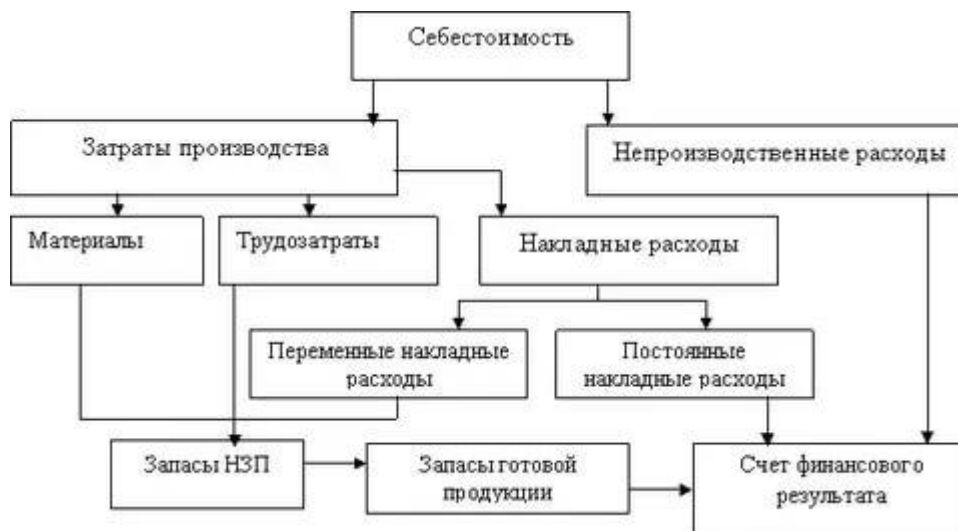 Себестоимость
Затраты производства
Непроизводственные расходы
Материалы
Трудозатраты
Накладные расходы
Переменные накладные
расходы
Постоянные
накладные расходы
Запасы НЗП
Запасы готовой
продукции
Счет финансового
результата